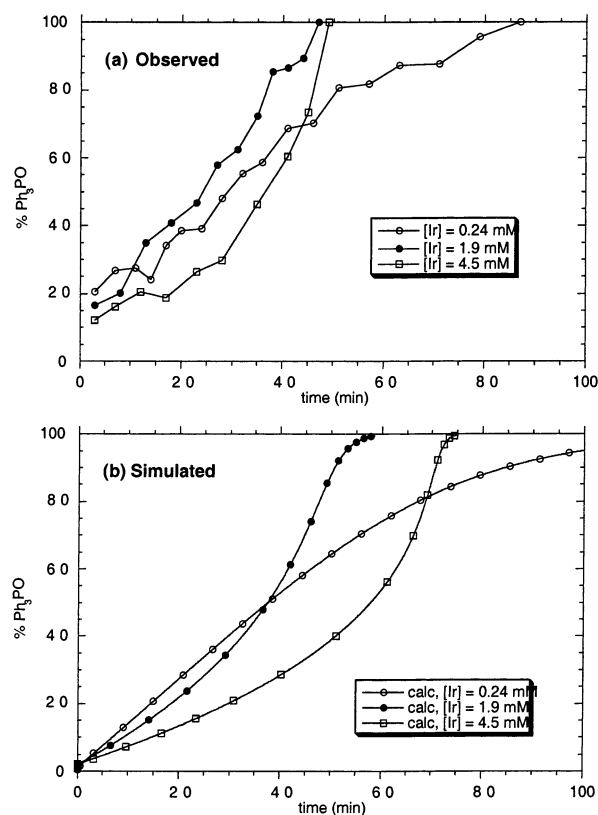 100
(a) Observed
80
60
% Ph3PO
[Ir] = 0.24 mM
[Ir] = 1.9 mM
[Ir] = 4.5 mM
40
20
0
0 20 40 60 80 100
time (min)
100
(b) Simulated
80
60
% Ph3PO
40
calc, [Ir] = 0.24 mM
calc, [Ir] = 1.9 mM
calc, [Ir] = 4.5 mM
20
0
0 20 40 60 80 100
time (min)